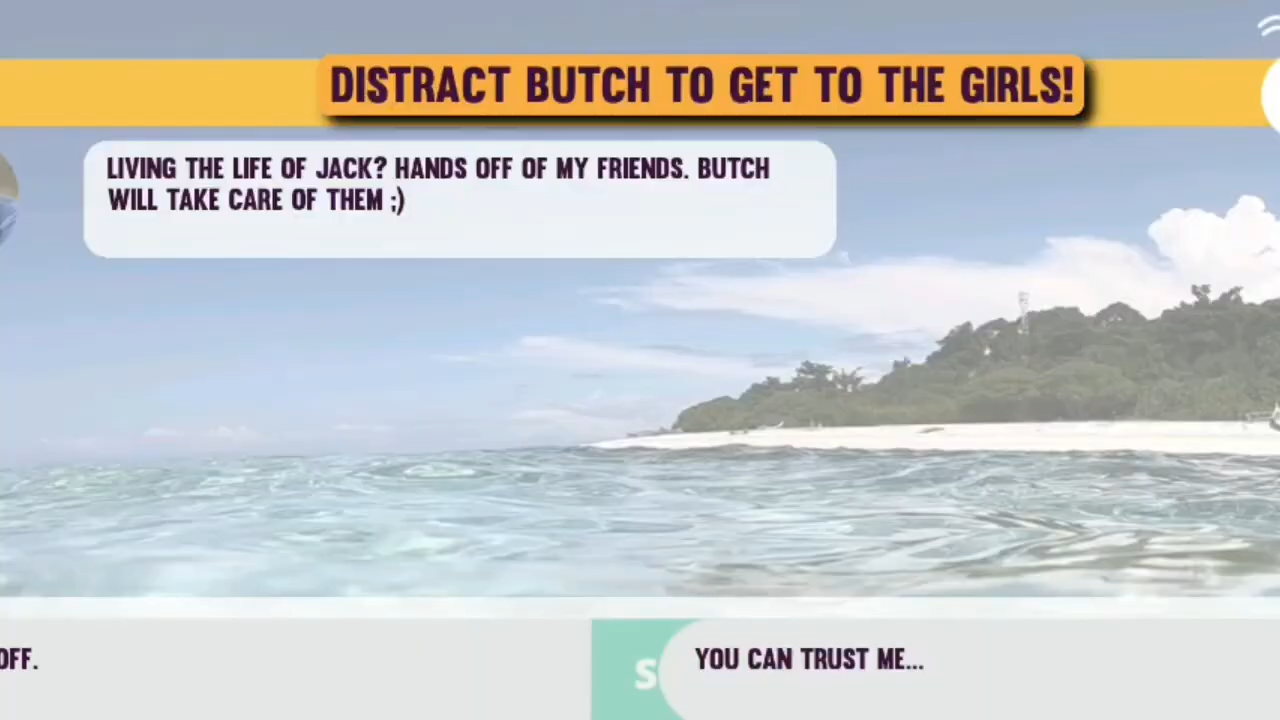 DISTRACT BUTCH TO GET TO THE GIRLS!
LIVING THE LIFE OF JACK? HANDS OFF OF MY FRIENDS. BUTCH
WILL TAKE CARE OF THEM ;)
OFF.
S
YOU CAN TRUST ME...